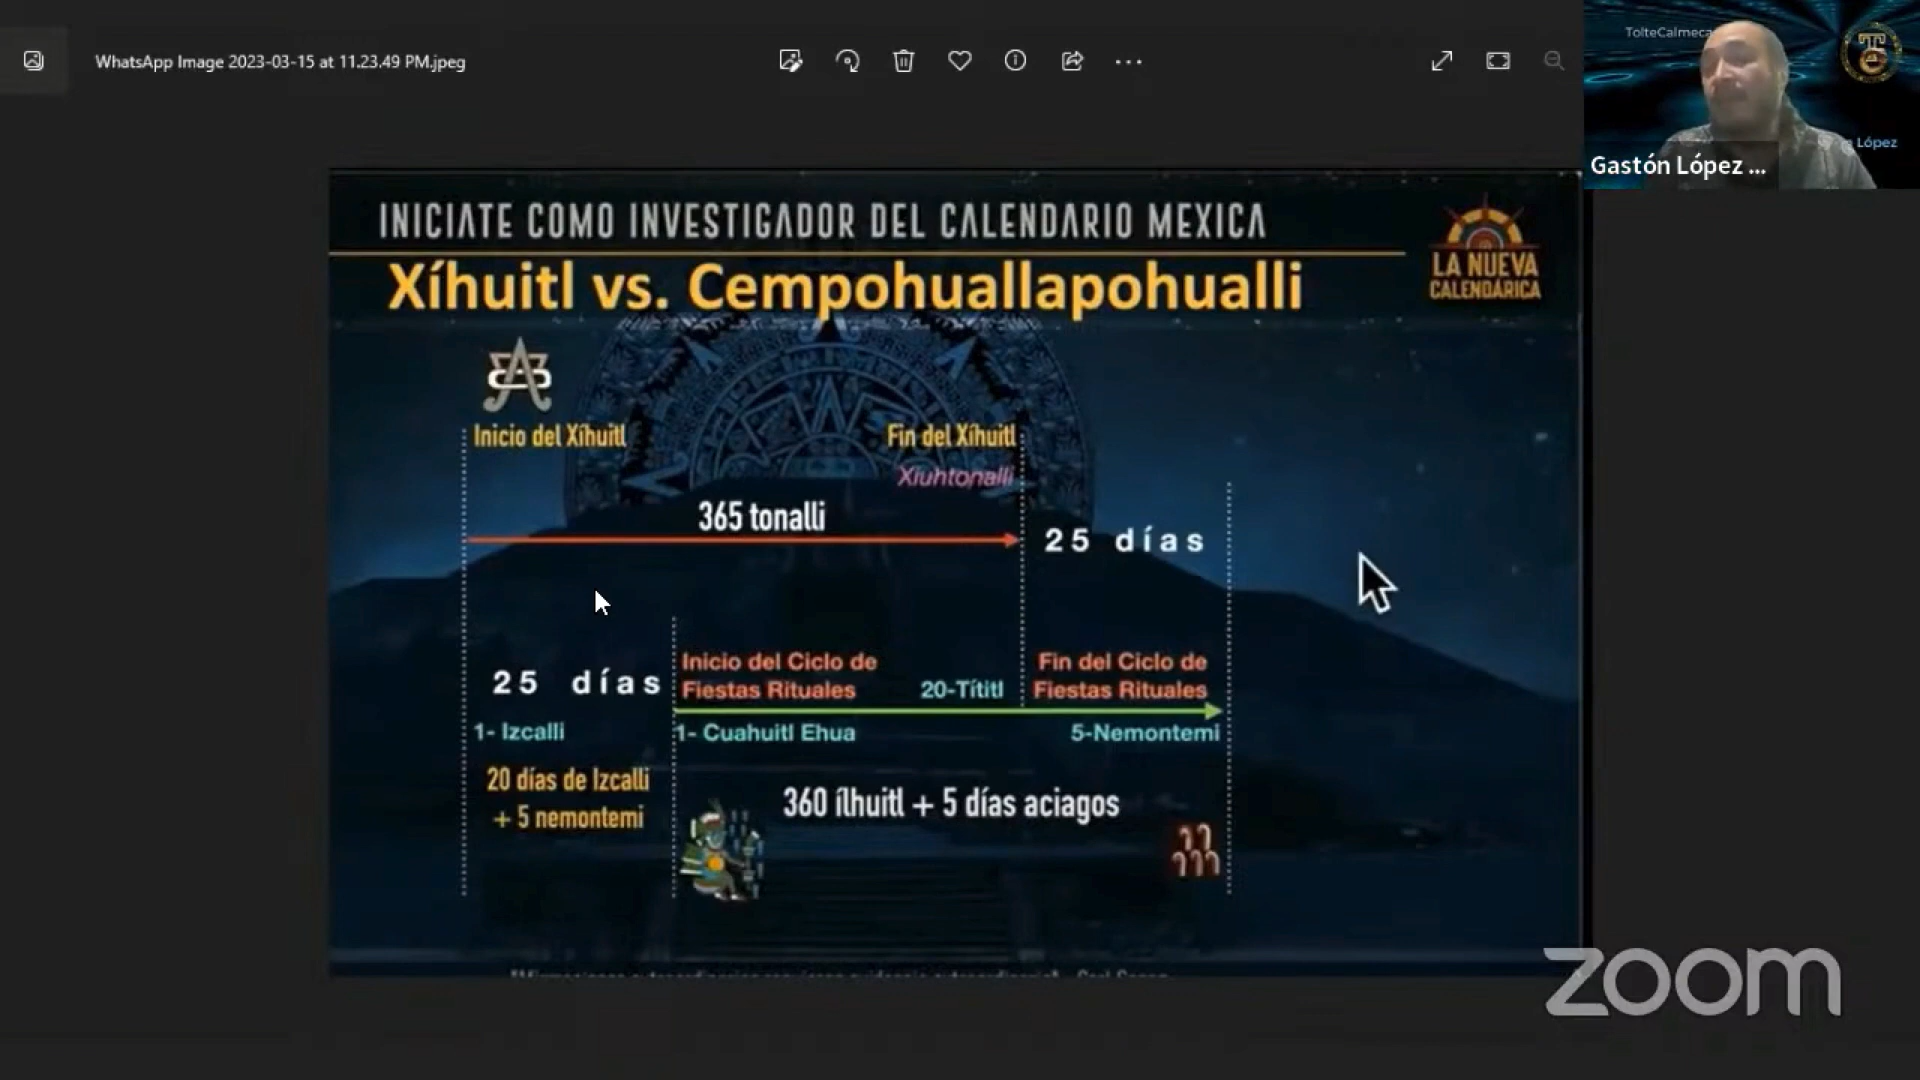 WhatsApp Image 2023-03-15 at 11.23.49 PM.jpeg
TolteCalmeca
López
Gastón López ...
INICIATE COMO INVESTIGADOR DEL CALENDARIO MEXICA
LA NUEVA
CALENDÁRICA
Xíhuitl vs. Cempohuallapohualli
Inicio del Xíhuitl
Fin del Xíhuitl
Xiuhtonalli
365 tonalli
25 días
25 días
Inicio del Ciclo de
Fiestas Rituales
20-Títitl
Fin del Ciclo de
Fiestas Rituales
1- Izcalli
1- Cuahuitl Ehua
5-Nemontemi
20 días de Izcalli
+ 5 nemontemi
360 ílhuitl + 5 días aciagos
zoom